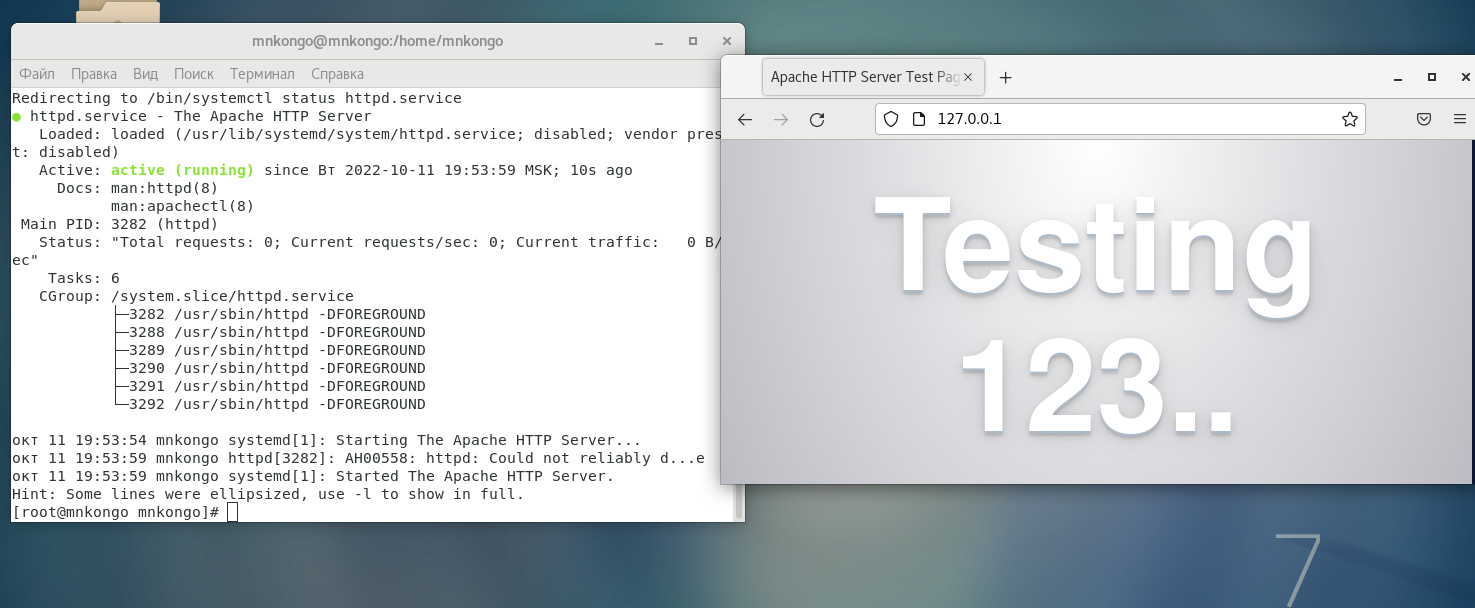 mnkongo@mnkongo:/home/mnkongo
Файл Правка Вид Поиск Терминал Справка
Redirecting to /bin/systemctl status httpd.service
● httpd.service - The Apache HTTP Server
Loaded: loaded (/usr/lib/systemd/system/httpd.service; disabled; vendor pres
t: disabled)
Active: active (running) since Вт 2022-10-11 19:53:59 MSK; 10s ago
Docs: man:httpd(8)
man:apachectl(8)
Main PID: 3282 (httpd)
Status: "Total requests: 0; Current requests/sec: 0; Current traffic:   0 B/
ec"
Tasks: 6
CGroup: /system.slice/httpd.service
├─3282 /usr/sbin/httpd -DFOREGROUND
├─3288 /usr/sbin/httpd -DFOREGROUND
├─3289 /usr/sbin/httpd -DFOREGROUND
├─3290 /usr/sbin/httpd -DFOREGROUND
├─3291 /usr/sbin/httpd -DFOREGROUND
└─3292 /usr/sbin/httpd -DFOREGROUND
окт 11 19:53:54 mnkongo systemd[1]: Starting The Apache HTTP Server...
окт 11 19:53:59 mnkongo httpd[3282]: AH00558: httpd: Could not reliably d...e
окт 11 19:53:59 mnkongo systemd[1]: Started The Apache HTTP Server.
Hint: Some lines were ellipsized, use -l to show in full.
[root@mnkongo mnkongo]#
Apache HTTP Server Test Pag
127.0.0.1
Testing
123..
7